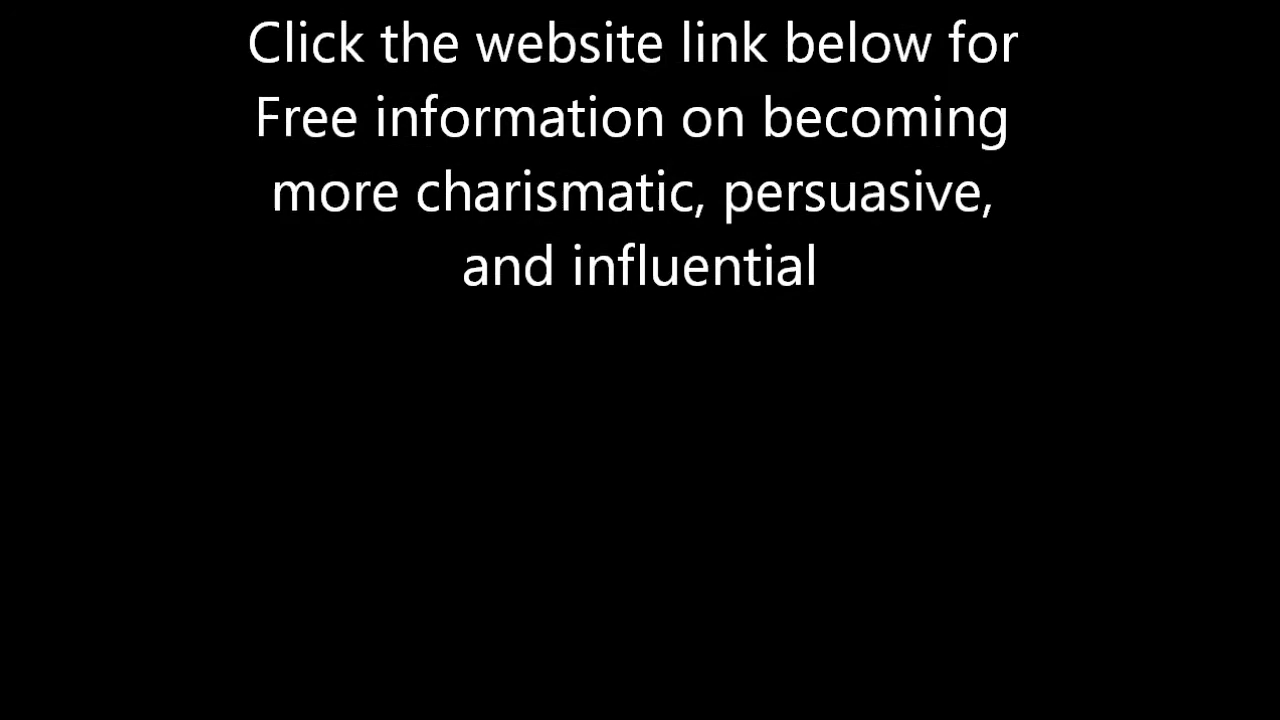 Click the website link below for
Free information on becoming
more charismatic, persuasive,
and influential